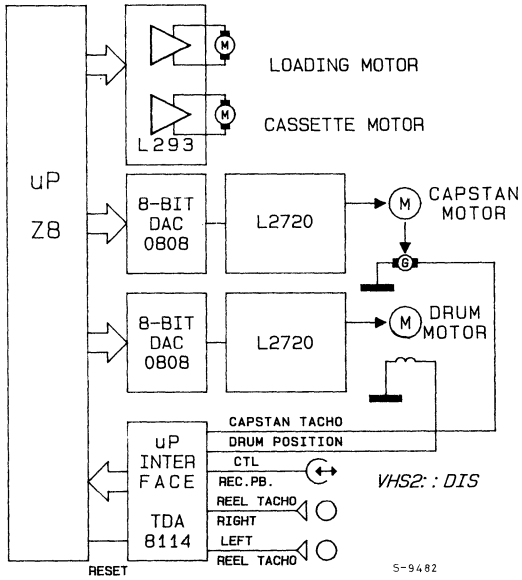 uP
Z8
L293
M
LOADING MOTOR
M
CASSETTE MOTOR
8-BIT
DAC
0808
L2720
M
CAPSTAN
MOTOR
G
8-BIT
DAC
0808
L2720
M
DRUM
MOTOR
uP
INTER
FACE
TDA
8114
CAPSTAN TACHO
DRUM POSITION
CTL
REC.PB.
REEL TACHO
RIGHT
LEFT
REEL TACHO
RESET
VHS2::DIS
S-9482